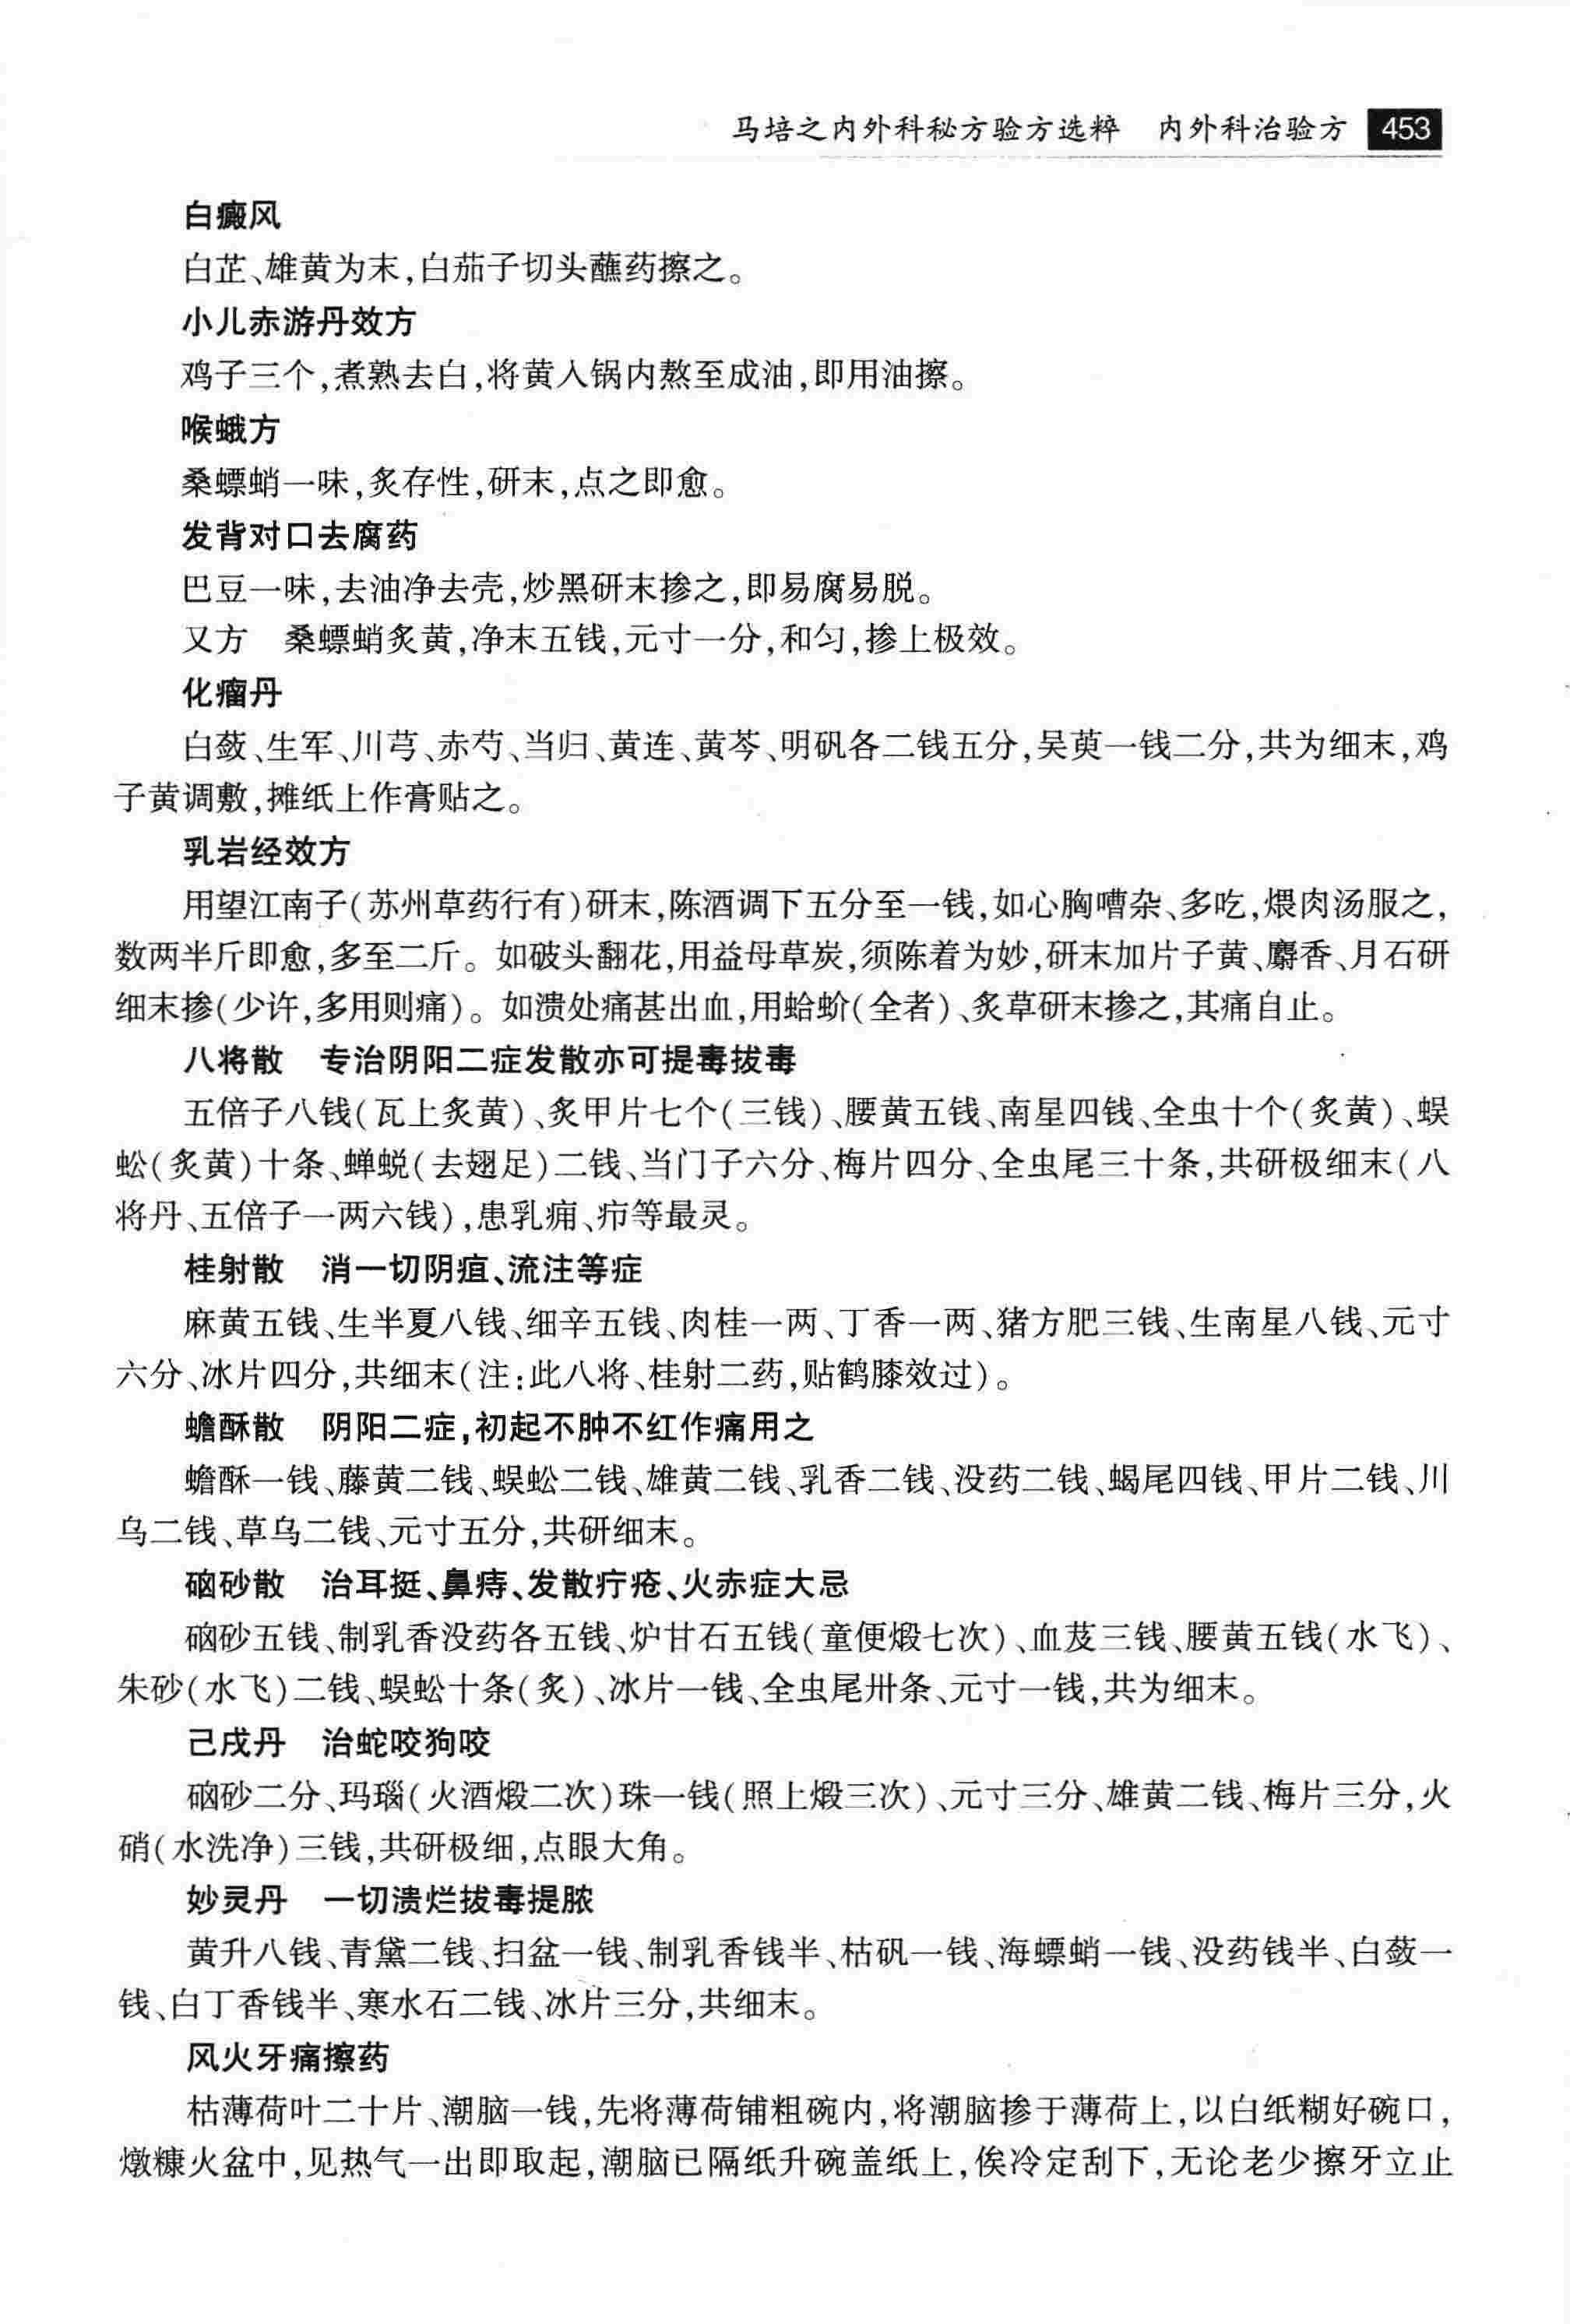 马培之内外科秘方验方选粹 内外科治验方 453
白癜风
白芷、雄黄为末,白茄子切头蘸药擦之。
小儿赤游丹效方
鸡子三个,煮熟去白,将黄入锅内熬至成油,即用油擦。
喉蛾方
桑螵蛸一味,炙存性,研末,点之即愈。
发背对口去腐药
巴豆一味,去油净去壳,炒黑研末掺之,即易腐易脱。
又方 桑螵蛸炙黄,净末五钱,元寸一分,和匀,掺上极效。
化瘤丹
白蔹、生军、川芎、赤芍、当归、黄连、黄芩、明矾各二钱五分,吴萸一钱二分,共为细末,鸡
子黄调敷,摊纸上作膏贴之。
乳岩经效方
用望江南子(苏州草药行有)研末,陈酒调下五分至一钱,如心胸嘈杂、多吃,煨肉汤服之,
数两半斤即愈,多至二斤。如破头翻花,用益母草炭,须陈着为妙,研末加片子黄、麝香、月石研
细末掺(少许,多用则痛)。如溃处痛甚出血,用蛤蚧(全者)、炙草研末掺之,其痛自止。
八将散 专治阴阳二症发散亦可提毒拔毒
五倍子八钱(瓦上炙黄)、炙甲片七个(三钱)、腰黄五钱、南星四钱、全虫十个(炙黄)、蜈
蚣(炙黄)十条、蝉蜕(去翅足)二钱、当门子六分、梅片四分、全虫尾三十条,共研极细末(八
将丹、五倍子一两六钱),患乳痈、疖等最灵。
桂射散 消一切阴疽、流注等症
麻黄五钱、生半夏八钱、细辛五钱、肉桂一两、丁香一两、猪方肥三钱、生南星八钱、元寸
六分、冰片四分,共细末(注:此八将、桂射二药,贴鹤膝效过)。
蟾酥散 阴阳二症,初起不肿不红作痛用之
蟾酥一钱、藤黄二钱、蜈蚣二钱、雄黄二钱、乳香二钱、没药二钱、蝎尾四钱、甲片二钱、川
乌二钱、草乌二钱、元寸五分,共研细末。
硇砂散 治耳挺、鼻痔、发散疔疮、火赤症大忌
硇砂五钱、制乳香没药各五钱、炉甘石五钱(童便煅七次)、血茇三钱、腰黄五钱(水飞)、
朱砂(水飞)二钱、蜈蚣十条(炙)、冰片一钱、全虫尾卅条、元寸一钱,共为细末。
己戌丹 治蛇咬狗咬
硇砂二分、玛瑙(火酒煅二次)珠一钱(照上煅三次)、元寸三分、雄黄二钱、梅片三分,火
硝(水洗净)三钱,共研极细,点眼大角。
妙灵丹 一切溃烂拔毒提脓
黄升八钱、青黛二钱、扫盆一钱、制乳香钱半、枯矾一钱、海螵蛸一钱、没药钱半、白蔹一
钱、白丁香钱半、寒水石二钱、冰片三分,共细末。
风火牙痛擦药
枯薄荷叶二十片、潮脑一钱,先将薄荷铺粗碗内,将潮脑掺于薄荷上,以白纸糊好碗口,
燉糠火盆中,见热气一出即取起,潮脑已隔纸升碗盖纸上,俟冷定刮下,无论老少擦牙立止